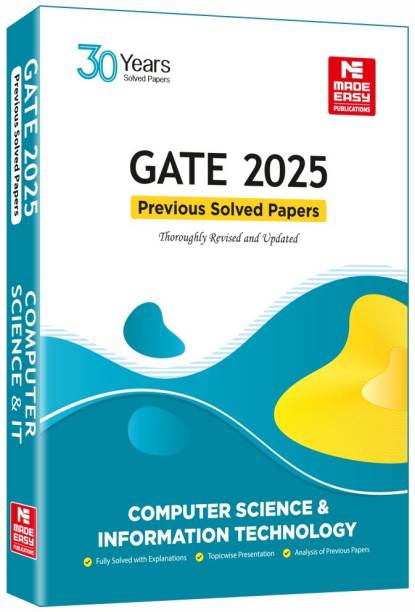 30 Years
Solved Papers
ME
MADE
EASY
PUBLICATIONS
GATE 2025
Previous Solved Papers
Thoroughly Revised and Updated
COMPUTER SCIENCE &
INFORMATION TECHNOLOGY
Fully Solved with Explanations
Topicwise Presentation
Analysis of Previous Papers
GATE 2025
Previous Solved Papers
COMPUTER
SCIENCE & IT
ME
MADE
EASY
PUBLICATIONS